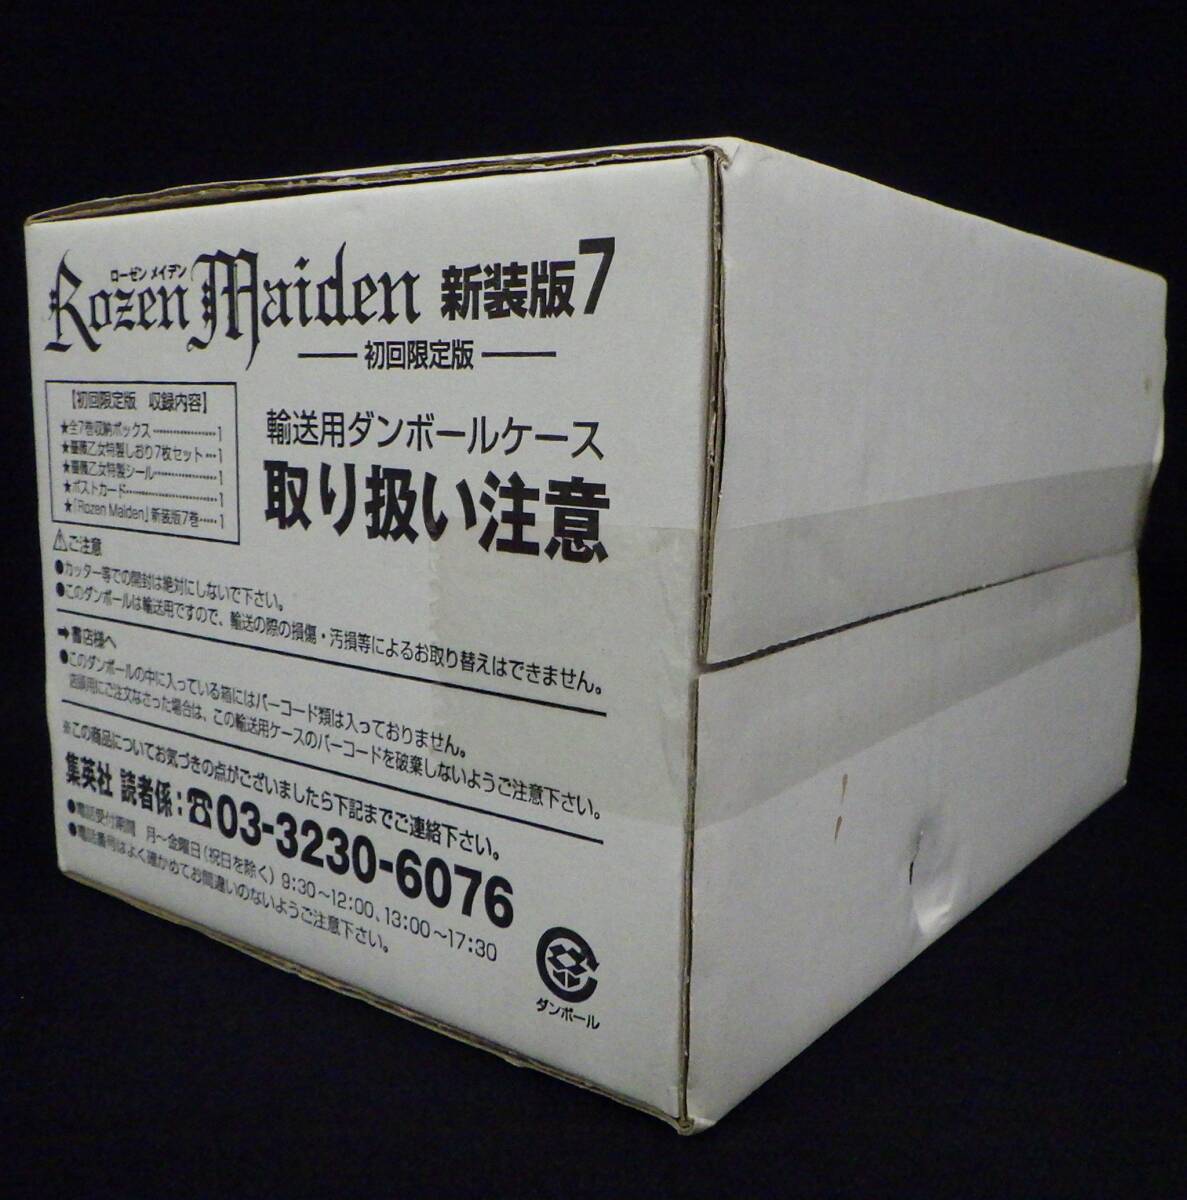 ローゼン メイデン
Rozen Maiden 新装版7
初回限定版
【初回限定版　収録内容】
★全7巻収納ボックス……………1
★薔薇乙女特製しおり7枚セット…1
★薔薇乙女特製シール……………1
★ポストカード……………………1
★「Rozen Maiden」新装版7巻……1
輸送用ダンボールケース
取り扱い注意
⚠ご注意
●カッター等での開封は絶対にしないで下さい。
●このダンボールは輸送用ですので、輸送の際の損傷・汚損等によるお取り替えはできません。
➡書店様へ
●このダンボールの中に入っている箱にはバーコード類は入っておりません。
店頭用にご注文なさった場合は、この輸送用ケースのバーコードを破棄しないようご注意下さい。
※この商品についてお気づきの点がございましたら下記までご連絡下さい。
集英社 読者係：☎03-3230-6076
●電話受付期間　月〜金曜日（祝日を除く）9:30〜12:00、13:00〜17:30
●電話番号はよく確かめてお間違いのないようご注意下さい。
ダンボール